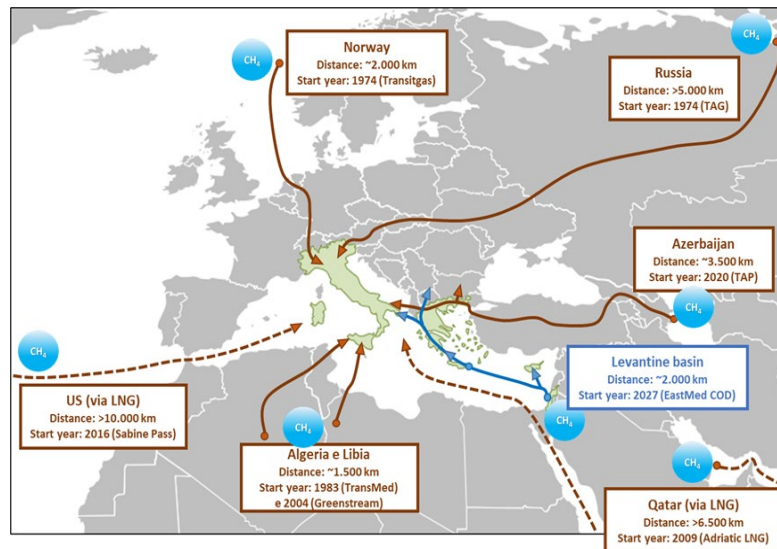 CH4
Norway
Distance: ~2.000 km
Start year: 1974 (Transitgas)
CH4
Russia
Distance: >5.000 km
Start year: 1974 (TAG)
Azerbaijan
Distance: ~3.500 km
Start year: 2020 (TAP)
CH4
CH4
US (via LNG)
Distance: >10.000 km
Start year: 2016 (Sabine Pass)
CH4
Algeria e Libia
Distance: ~1.500 km
Start year: 1983 (TransMed)
e 2004 (Greenstream)
Levantine basin
Distance: ~2.000 km
Start year: 2027 (EastMed COD)
CH4
CH4
Qatar (via LNG)
Distance: >6.500 km
Start year: 2009 (Adriatic LNG)